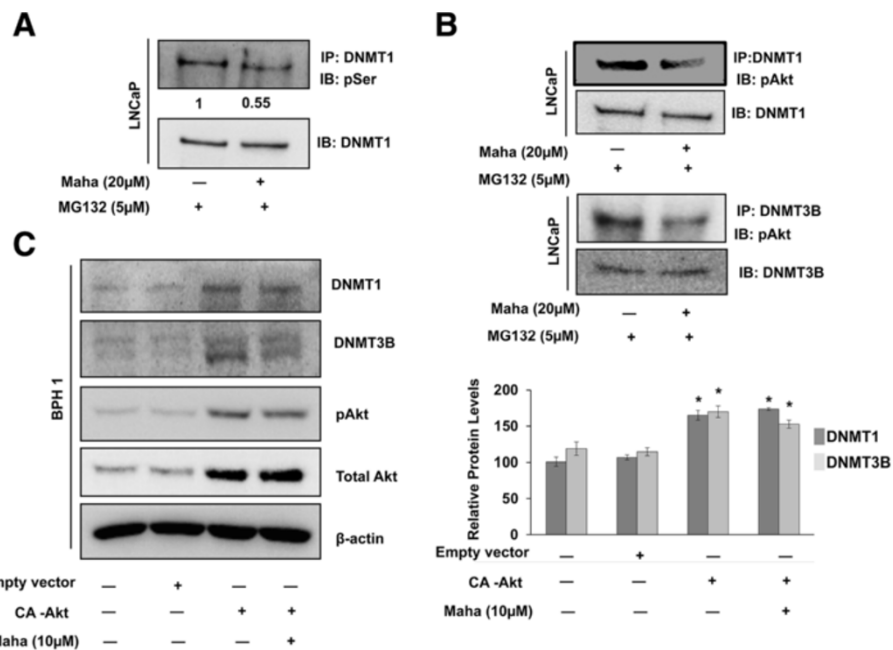 A
IP: DNMT1
IB: pSer
1 0.55
LNCaP
IB: DNMT1
Maha (20µM) — +
MG132 (5µM) + +
B
IP:DNMT1
IB: pAkt
LNCaP
IB: DNMT1
Maha (20µM) — +
MG132 (5µM) + +
IP: DNMT3B
IB: pAkt
LNCaP
IB: DNMT3B
Maha (20µM) — +
MG132 (5µM) + +
C
DNMT1
DNMT3B
BPH 1
pAkt
Total Akt
β-actin
mpty vector — + — —
CA -Akt — — + +
Maha (10µM) — — — +
Relative Protein Levels
200
150
100
50
0
* * * *
DNMT1
DNMT3B
Empty vector — + — —
CA -Akt — — + +
Maha (10µM) — — — +